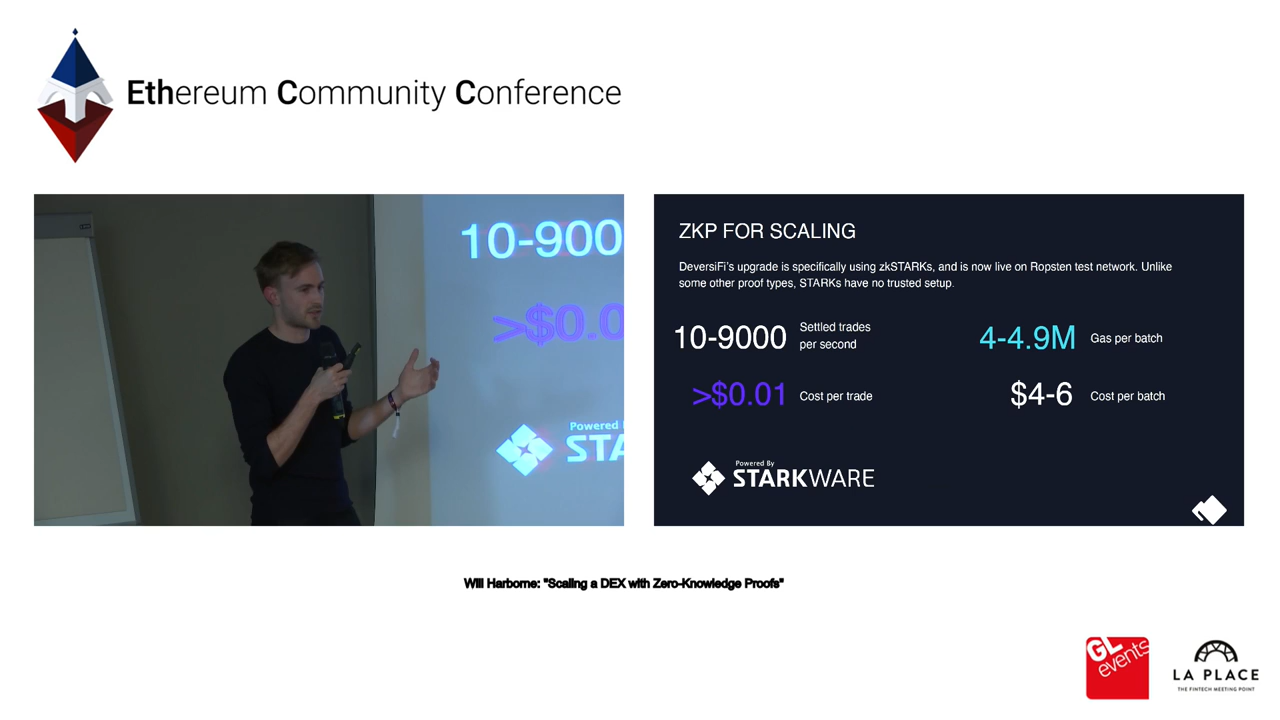 Ethereum Community Conference
10-900
>$0.0
Powered
STA
ZKP FOR SCALING
DeversiFi's upgrade is specifically using zkSTARKs, and is now live on Ropsten test network. Unlike
some other proof types, STARKs have no trusted setup.
10-9000
Settled trades
per second
4-4.9M
Gas per batch
>$0.01
Cost per trade
$4-6
Cost per batch
Powered By
STARKWARE
Will Harborne: "Scaling a DEX with Zero-Knowledge Proofs"
GL
events
LA PLACE
THE FINTECH MEETING POINT